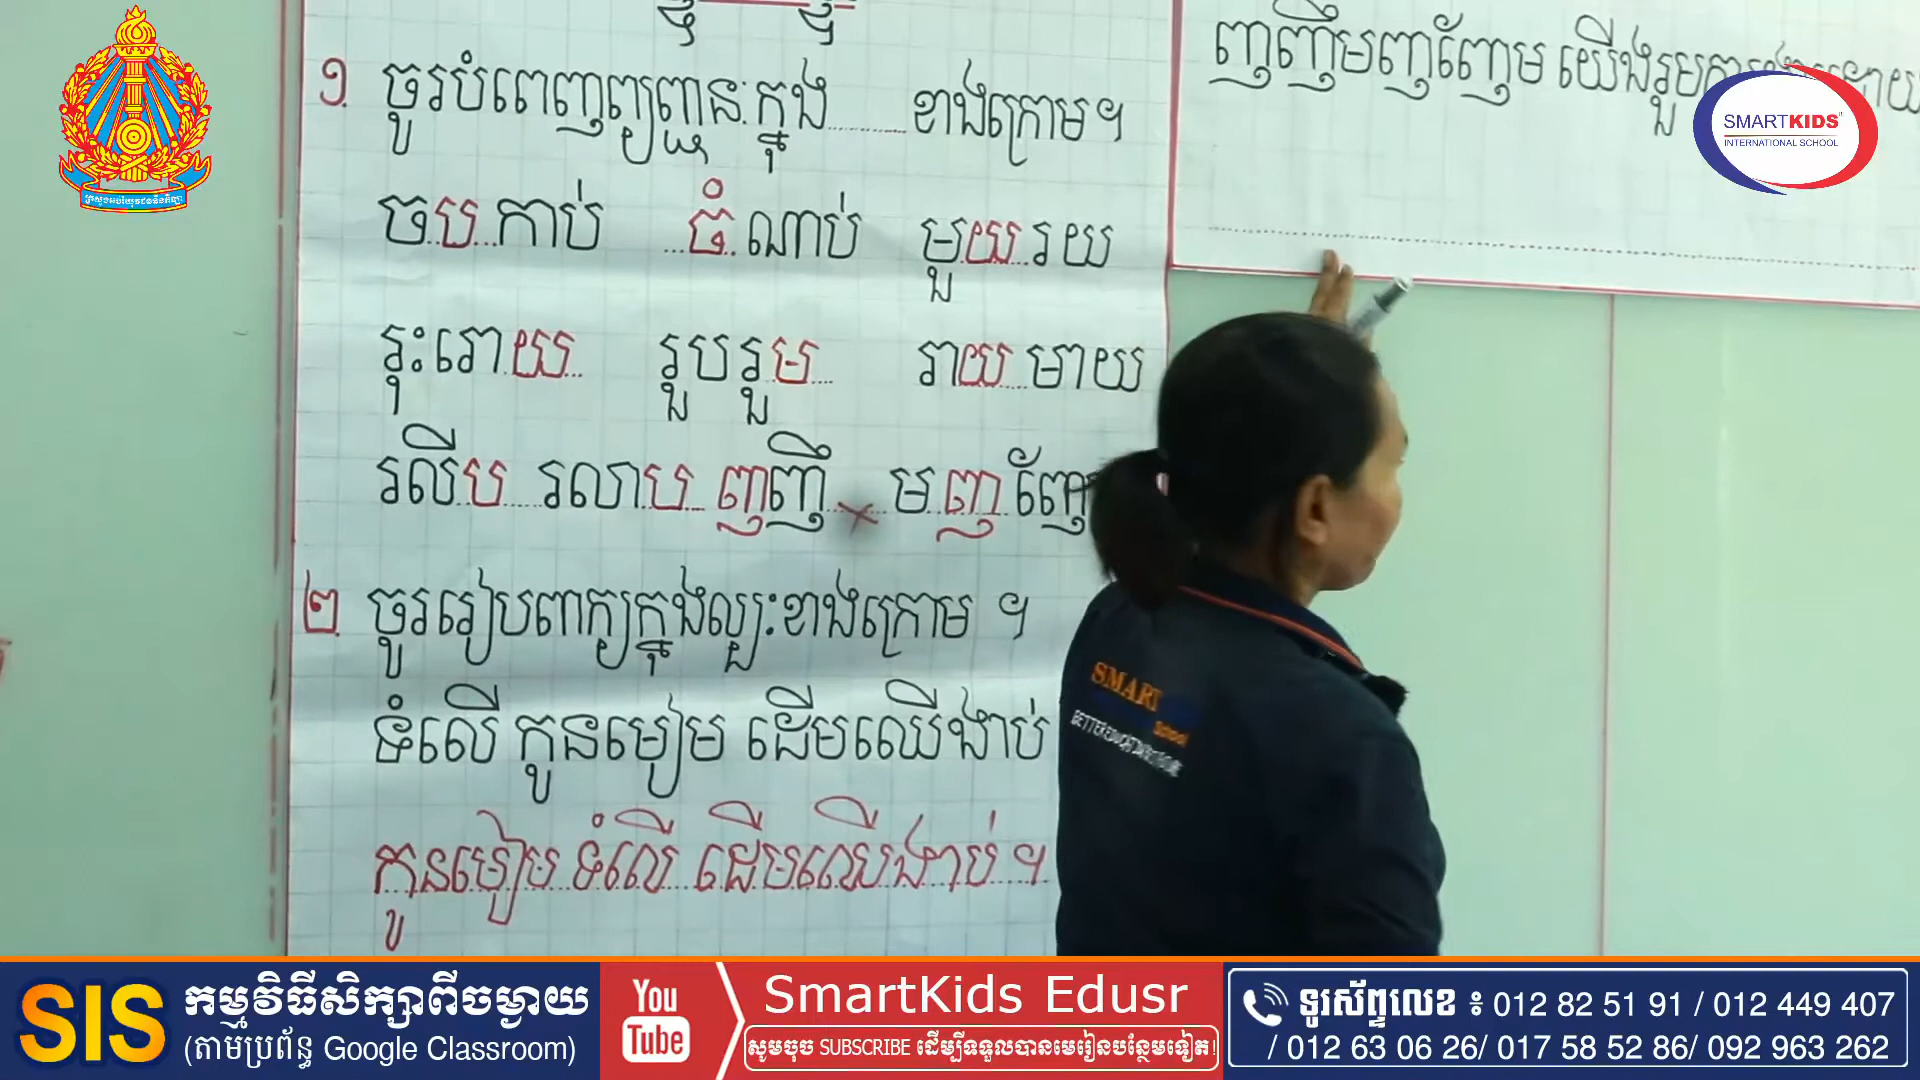 ១. ចូរបំពេញព្យញ្ជនៈក្នុង............ខាងក្រោម។
ច..ប...កាប់ ...ធំ..ណាប់ មួយ...រយ
រុះរោយ... រួបរួម... រាយ...មាយ
រលីប... រលាប... ញញឹ...×... ម..ញ..ញែ
២. ចូររៀបពាក្យក្នុងល្បះខាងក្រោម ។
ទំលើ កូនមៀម ដើមឈើងាប់
កូនមៀម ទំលើ ដើមឈើងាប់ ។
ញញឹមញញែម យើងរួម
SMARTKIDS
INTERNATIONAL SCHOOL
SMART
School
SIS
កម្មវិធីសិក្សាពីចម្ងាយ
(តាមប្រព័ន្ធ Google Classroom)
You
Tube
SmartKids Edusr
សូមចុច SUBSCRIBE ដើម្បីទទួលបានមេរៀនបន្ថែមទៀត!
ទូរស័ព្ទលេខ ៖ 012 82 51 91 / 012 449 407
/ 012 63 06 26/ 017 58 52 86/ 092 963 262